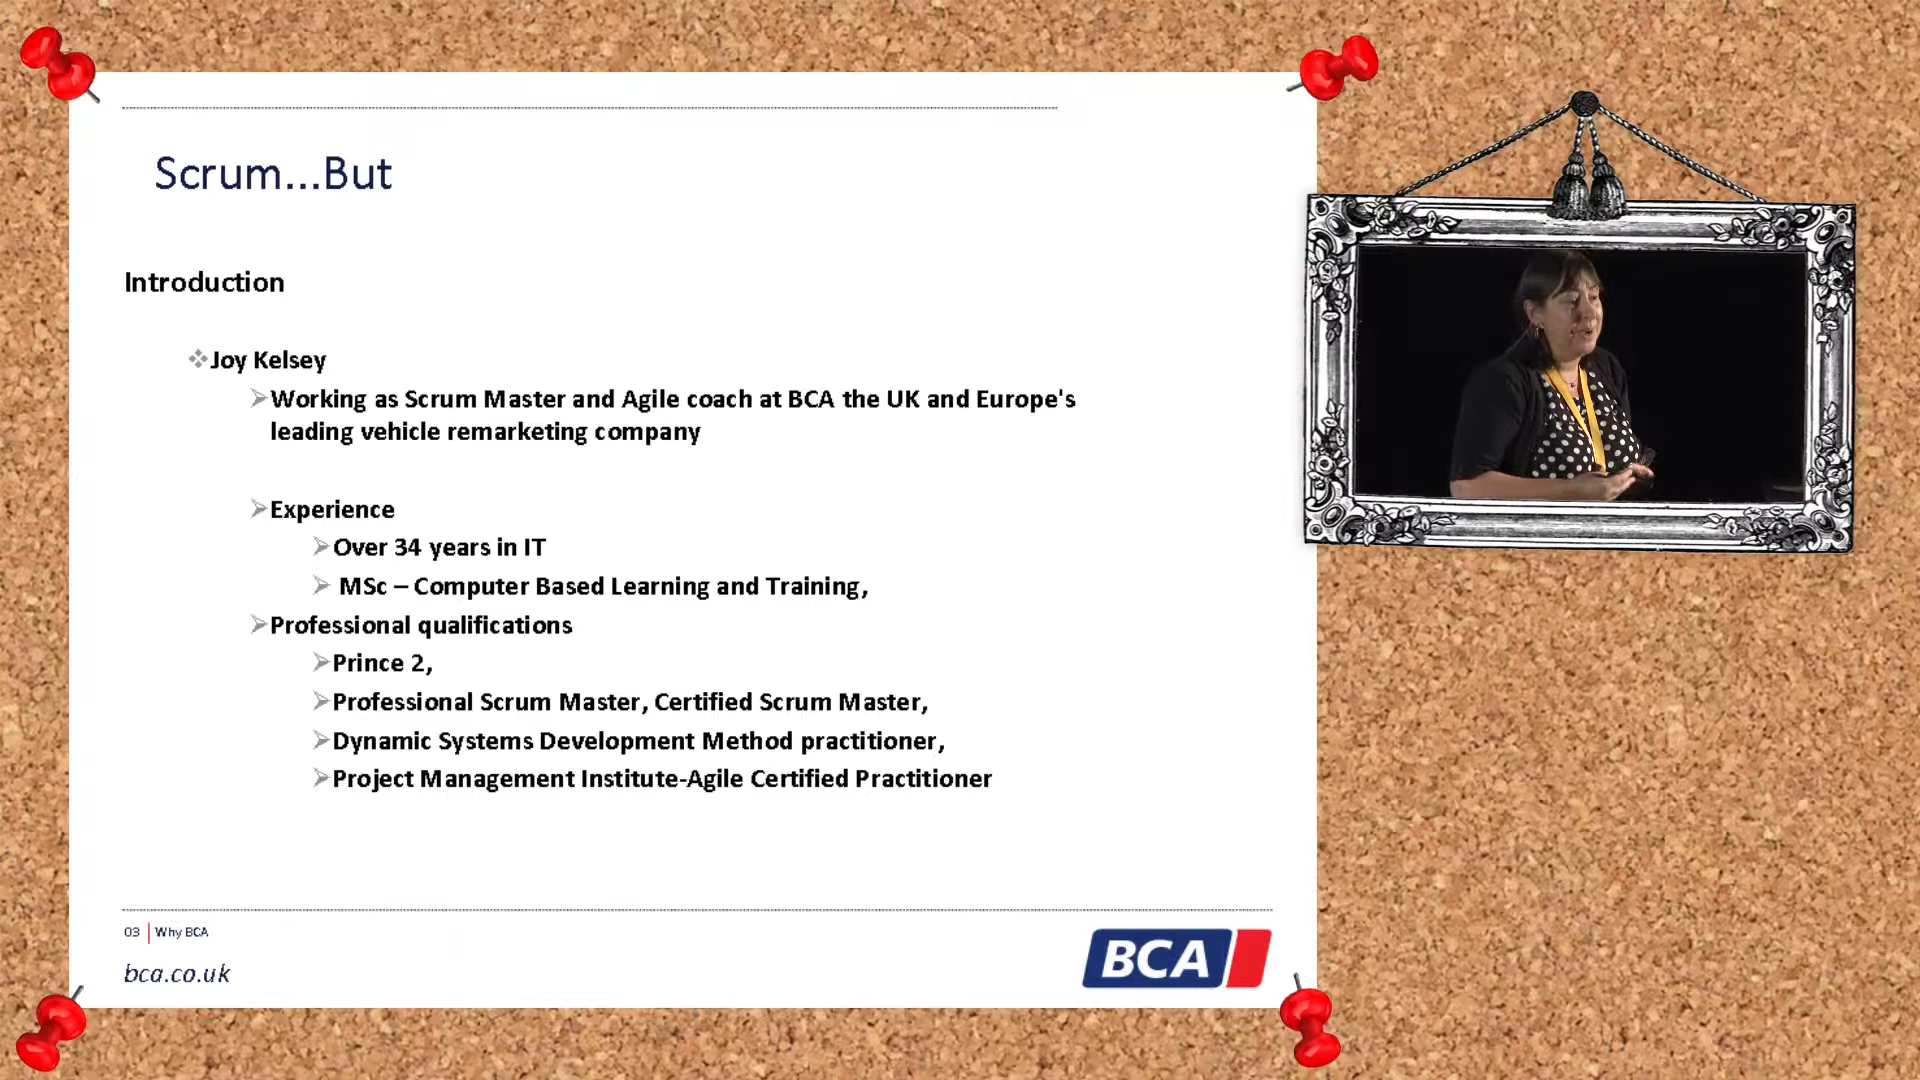 Scrum...But
Introduction
Joy Kelsey
Working as Scrum Master and Agile coach at BCA the UK and Europe's
leading vehicle remarketing company
Experience
Over 34 years in IT
MSc – Computer Based Learning and Training,
Professional qualifications
Prince 2,
Professional Scrum Master, Certified Scrum Master,
Dynamic Systems Development Method practitioner,
Project Management Institute-Agile Certified Practitioner
03 | Why BCA
bca.co.uk
BCA